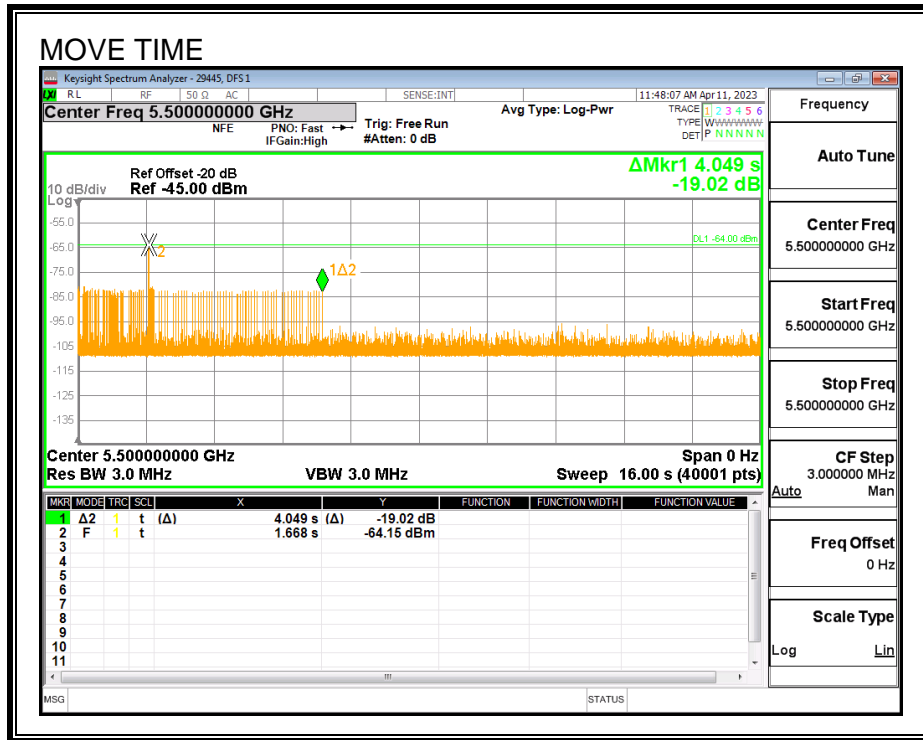 MOVE TIME
Keysight Spectrum Analyzer - 29445, DFS 1
LXI RL RF 50 Ω AC SENSE:INT 11:48:07 AM Apr 11, 2023
Center Freq 5.500000000 GHz
NFE PNO: Fast
IFGain:High
Trig: Free Run
#Atten: 0 dB
Avg Type: Log-Pwr
TRACE 1 2 3 4 5 6
TYPE WWWWWWW
DET P N N N N N
Ref Offset -20 dB
10 dB/div Ref -45.00 dBm
Log
ΔMkr1 4.049 s
-19.02 dB
-55.0
-65.0
-75.0
-85.0
-95.0
-105
-115
-125
-135
DL1 -64.00 dBm
2
1Δ2
Center 5.500000000 GHz Span 0 Hz
Res BW 3.0 MHz VBW 3.0 MHz Sweep 16.00 s (40001 pts)
MKR MODE TRC SCL X Y FUNCTION FUNCTION WIDTH FUNCTION VALUE
1 Δ2 1 t (Δ) 4.049 s (Δ) -19.02 dB
2 F 1 t 1.668 s -64.15 dBm
3
4
5
6
7
8
9
10
11
MSG STATUS
Frequency
Auto Tune
Center Freq
5.500000000 GHz
Start Freq
5.500000000 GHz
Stop Freq
5.500000000 GHz
CF Step
3.000000 MHz
Auto Man
Freq Offset
0 Hz
Scale Type
Log Lin